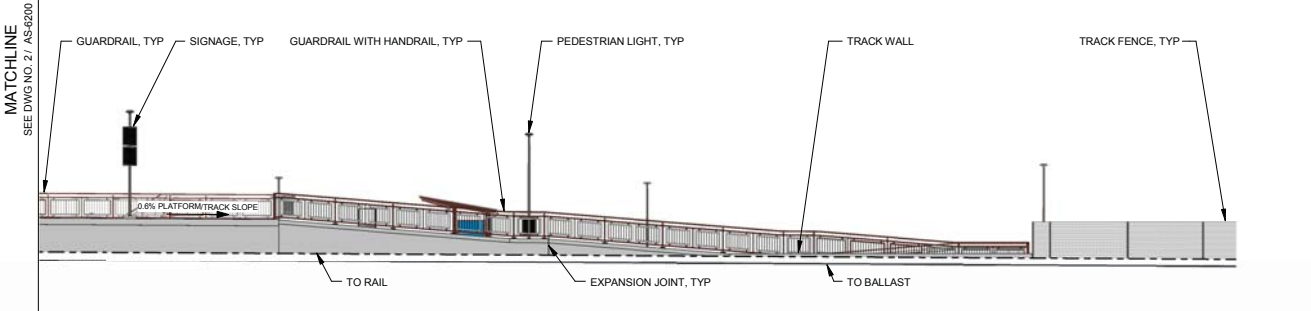 MATCHLINE
SEE DWG NO. 2 / AS-6200
GUARDRAIL, TYP
SIGNAGE, TYP
GUARDRAIL WITH HANDRAIL, TYP
PEDESTRIAN LIGHT, TYP
TRACK WALL
TRACK FENCE, TYP
0.6% PLATFORM/TRACK SLOPE
TO RAIL
EXPANSION JOINT, TYP
TO BALLAST